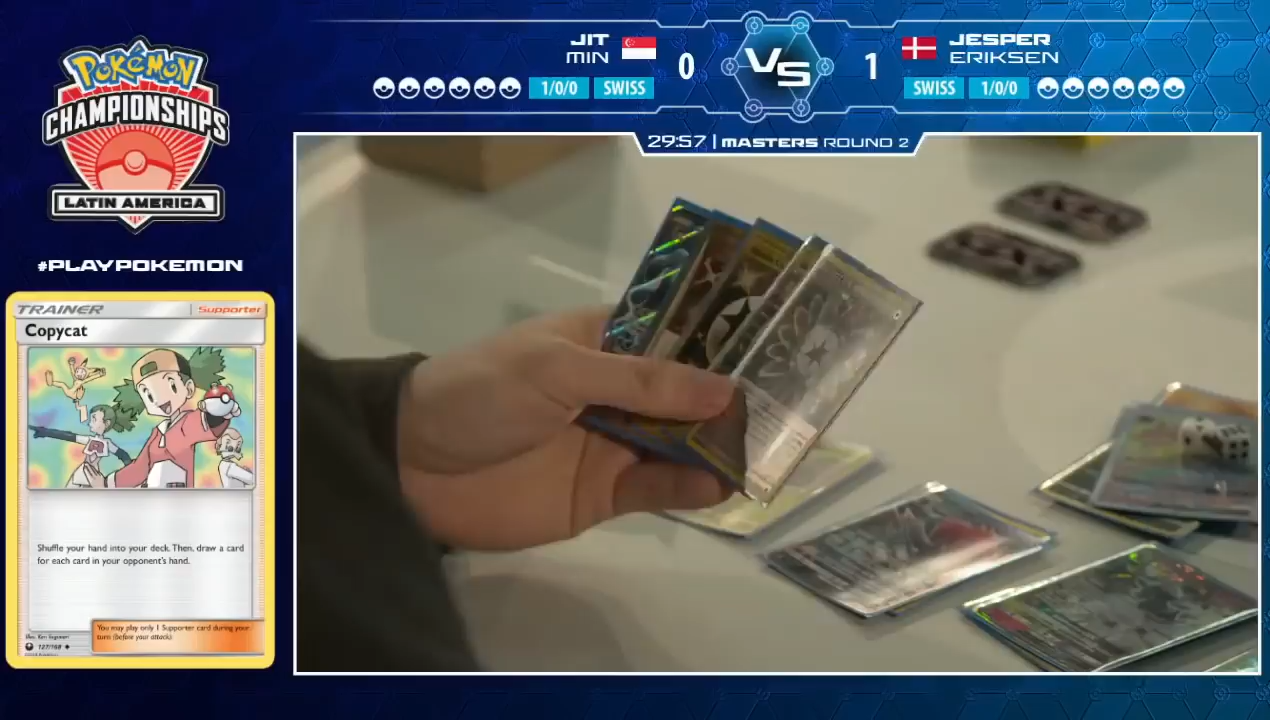 Pokémon
CHAMPIONSHIPS
LATIN AMERICA
#PLAYPOKEMON
JIT
MIN
0
1/0/0
SWISS
VS
1
JESPER
ERIKSEN
SWISS
1/0/0
29:57 | MASTERS ROUND 2
TRAINER
Supporter
Copycat
Shuffle your hand into your deck. Then, draw a card
for each card in your opponent's hand.
You may play only 1 Supporter card during your
turn (before your attack).
127/168
GX